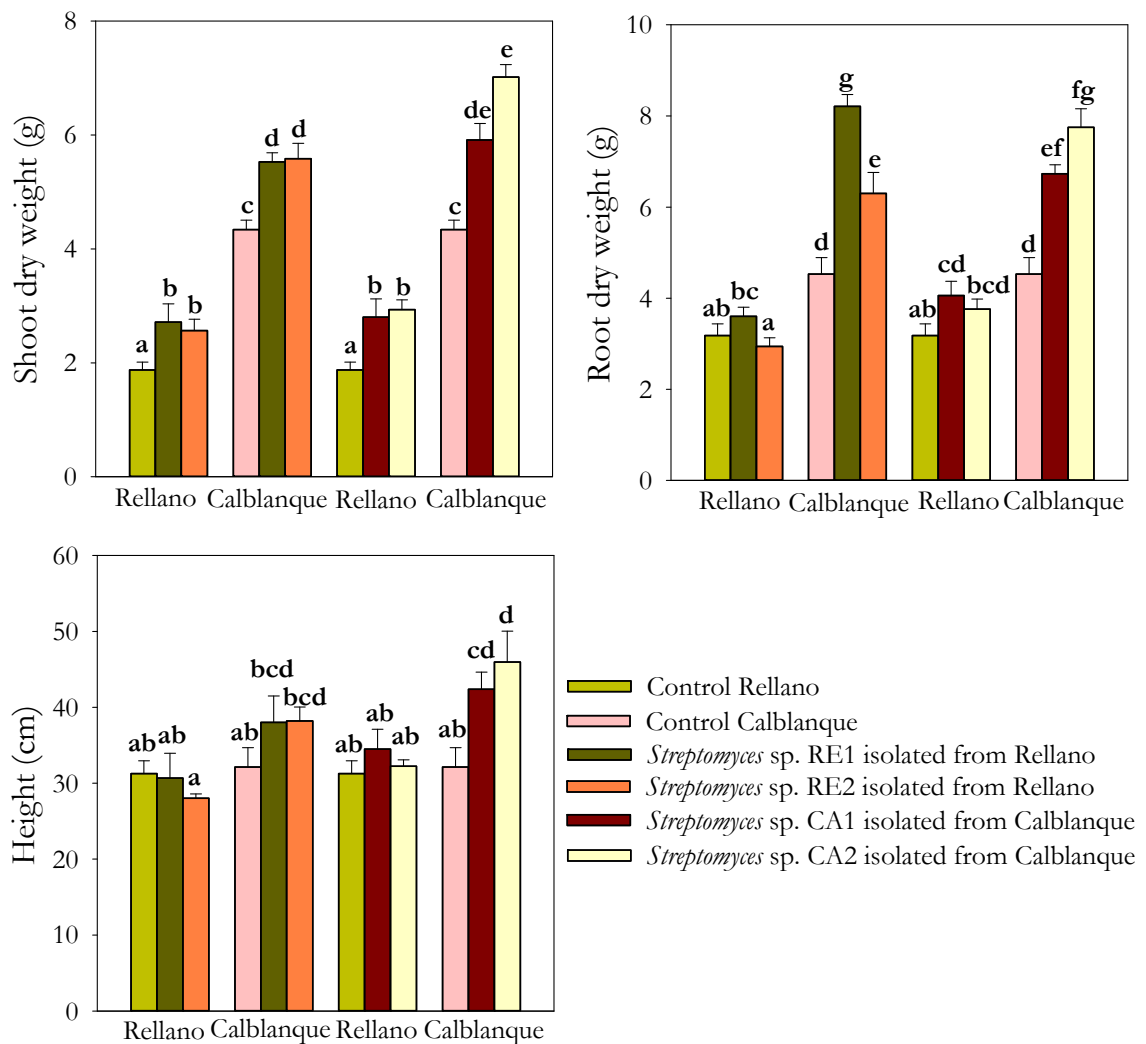 Shoot dry weight (g)
8
6
4
2
0
a
b
b
c
d
d
a
b
b
c
de
e
Rellano
Calblanque
Rellano
Calblanque
Root dry weight (g)
10
8
6
4
2
0
ab
bc
a
d
g
e
ab
cd
bcd
d
ef
fg
Rellano
Calblanque
Rellano
Calblanque
Height (cm)
60
50
40
30
20
10
0
ab
ab
a
ab
bcd
bcd
ab
ab
ab
ab
cd
d
Rellano
Calblanque
Rellano
Calblanque
Control Rellano
Control Calblanque
Streptomyces sp. RE1 isolated from Rellano
Streptomyces sp. RE2 isolated from Rellano
Streptomyces sp. CA1 isolated from Calblanque
Streptomyces sp. CA2 isolated from Calblanque